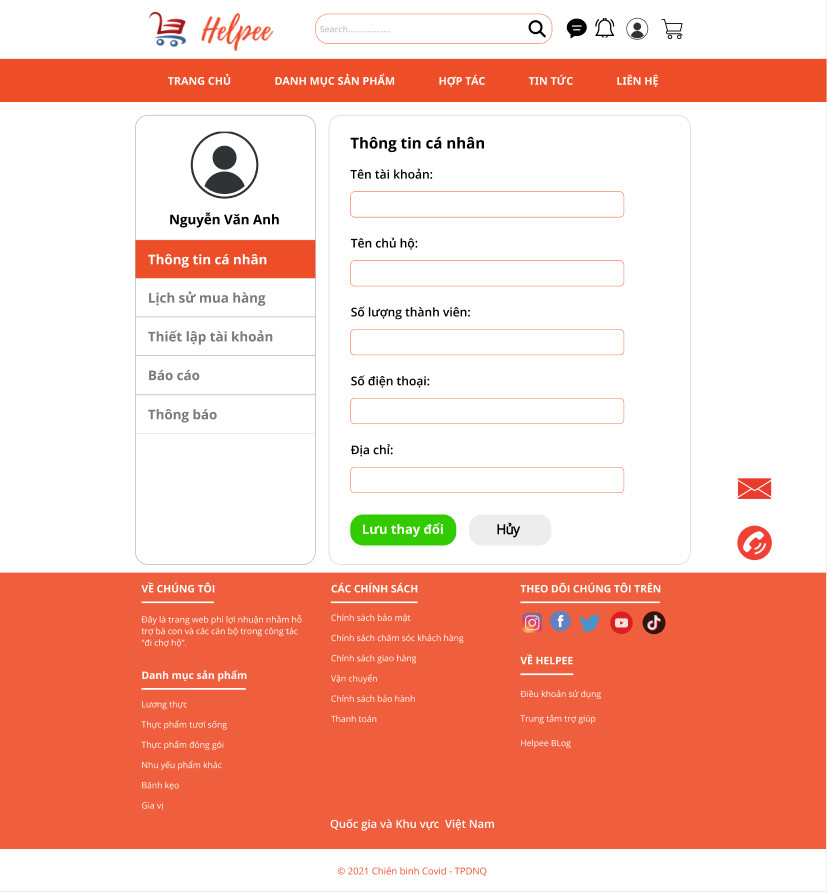 Helpee
Search..................
TRANG CHỦ
DANH MỤC SẢN PHẨM
HỢP TÁC
TIN TỨC
LIÊN HỆ
Nguyễn Văn Anh
Thông tin cá nhân
Lịch sử mua hàng
Thiết lập tài khoản
Báo cáo
Thông báo
Thông tin cá nhân
Tên tài khoản:
Tên chủ hộ:
Số lượng thành viên:
Số điện thoại:
Địa chỉ:
Lưu thay đổi
Hủy
VỀ CHÚNG TÔI
Đây là trang web phi lợi nhuận nhằm hỗ
trợ bà con và các cán bộ trong công tác
“đi chợ hộ”.
Danh mục sản phẩm
Lương thực
Thực phẩm tươi sống
Thực phẩm đóng gói
Nhu yếu phẩm khác
Bánh kẹo
Gia vị
CÁC CHÍNH SÁCH
Chính sách bảo mật
Chính sách chăm sóc khách hàng
Chính sách giao hàng
Vận chuyển
Chính sách bảo hành
Thanh toán
THEO DÕI CHÚNG TÔI TRÊN
VỀ HELPEE
Điều khoản sử dụng
Trung tâm trợ giúp
Helpee BLog
Quốc gia và Khu vực Việt Nam
© 2021 Chiến binh Covid - TPDNQ